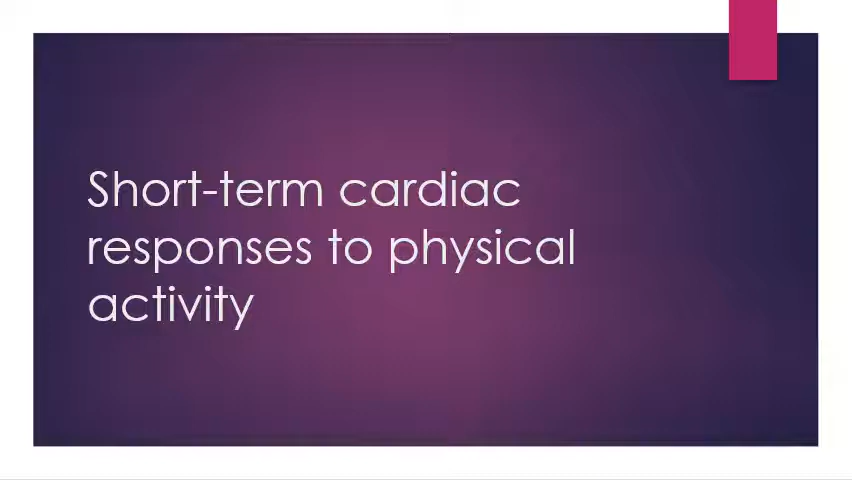 Short-term cardiac
responses to physical
activity